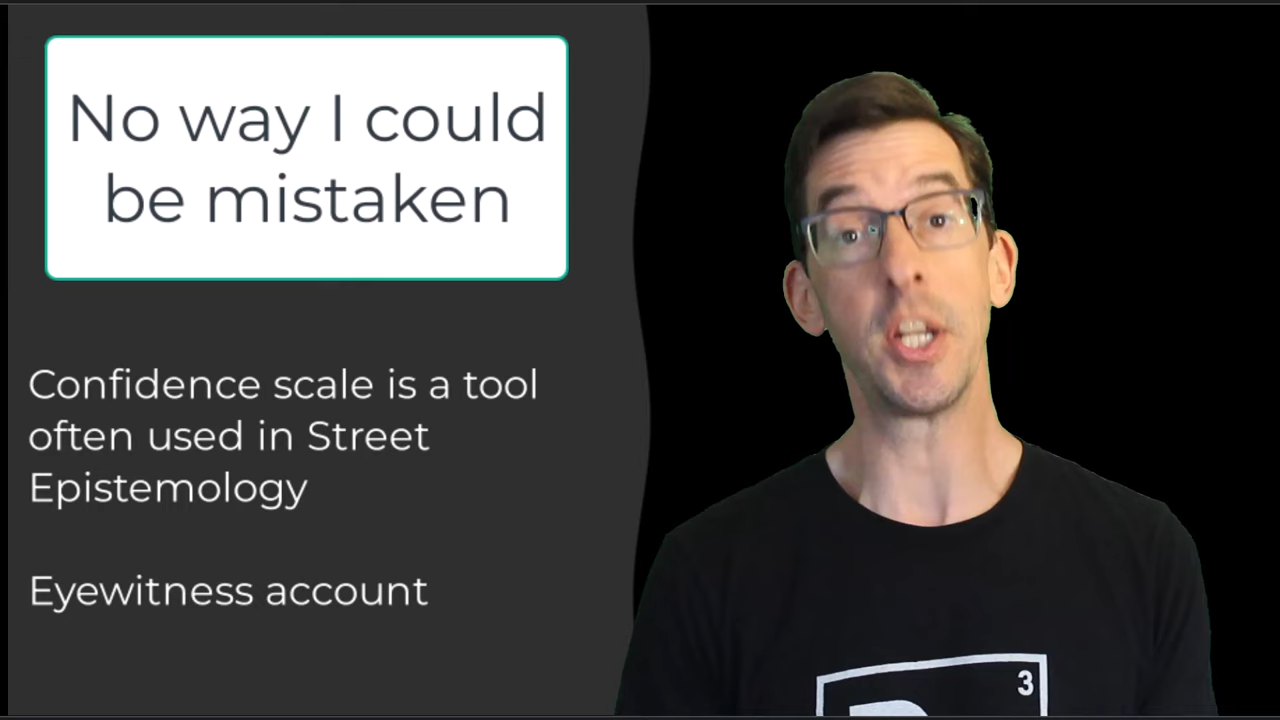 No way I could
be mistaken
Confidence scale is a tool
often used in Street
Epistemology
Eyewitness account
3